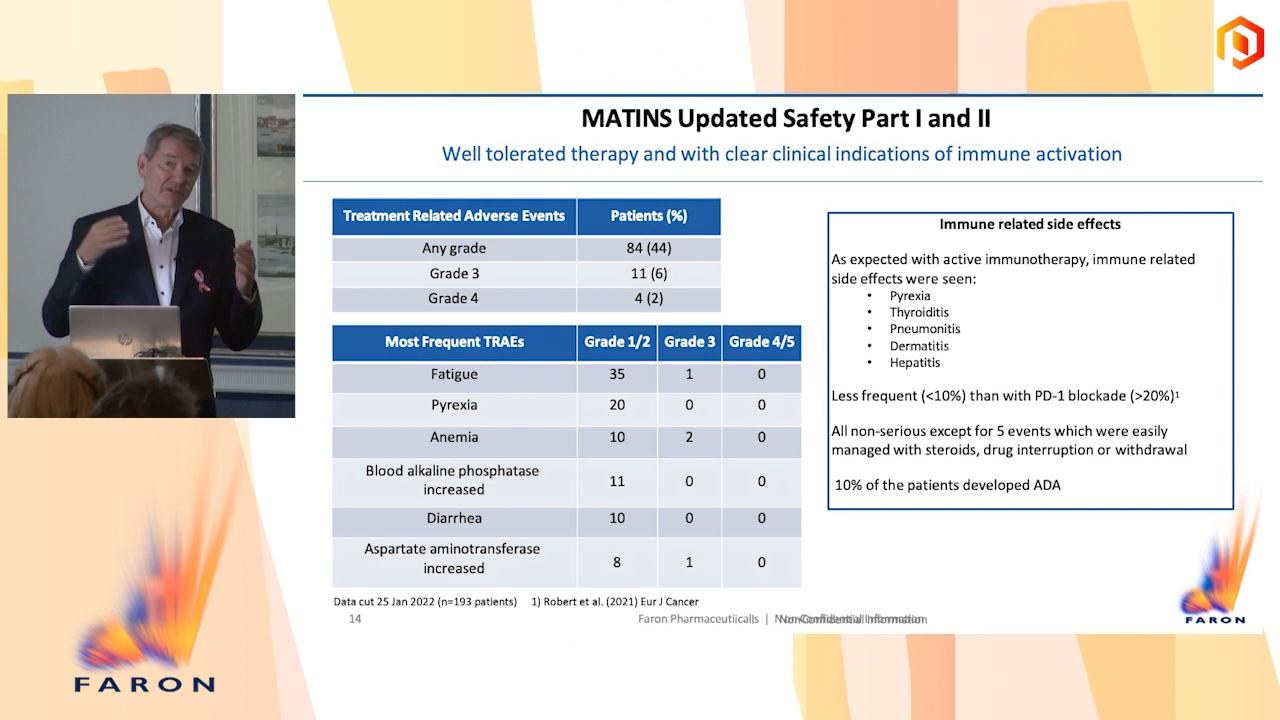 MATINS Updated Safety Part I and II
Well tolerated therapy and with clear clinical indications of immune activation
Treatment Related Adverse Events Patients (%)
Any grade 84 (44)
Grade 3 11 (6)
Grade 4 4 (2)
Most Frequent TRAEs Grade 1/2 Grade 3 Grade 4/5
Fatigue 35 1 0
Pyrexia 20 0 0
Anemia 10 2 0
Blood alkaline phosphatase
increased 11 0 0
Diarrhea 10 0 0
Aspartate aminotransferase
increased 8 1 0
Immune related side effects
As expected with active immunotherapy, immune related
side effects were seen:
• Pyrexia
• Thyroiditis
• Pneumonitis
• Dermatitis
• Hepatitis
Less frequent (<10%) than with PD-1 blockade (>20%)¹
All non-serious except for 5 events which were easily
managed with steroids, drug interruption or withdrawal
10% of the patients developed ADA
Data cut 25 Jan 2022 (n=193 patients) 1) Robert et al. (2021) Eur J Cancer
14 Faron Pharmaceuticalls | Non-Confidential Information
FARON
FARON
hp